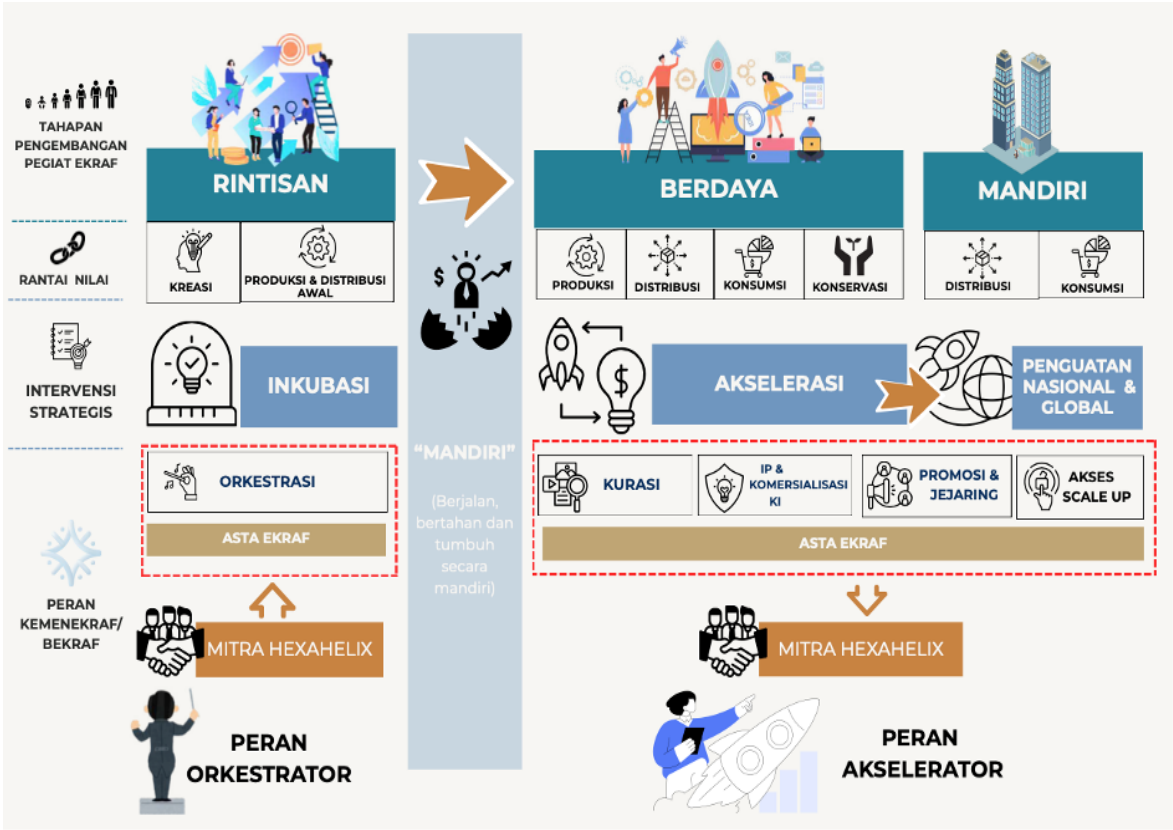 TAHAPAN
PENGEMBANGAN
PEGIAT EKRAF
RINTISAN
BERDAYA
MANDIRI
RANTAI NILAI
KREASI
PRODUKSI & DISTRIBUSI
AWAL
$
PRODUKSI
DISTRIBUSI
KONSUMSI
KONSERVASI
DISTRIBUSI
KONSUMSI
INTERVENSI
STRATEGIS
INKUBASI
$
AKSELERASI
PENGUATAN
NASIONAL &
GLOBAL
"MANDIRI"
(Berjalan,
bertahan dan
tumbuh
secara
mandiri)
PERAN
KEMENEKRAF/
BEKRAF
ORKESTRASI
ASTA EKRAF
MITRA HEXAHELIX
PERAN
ORKESTRATOR
KURASI
IP &
KOMERSIALISASI
KI
PROMOSI &
JEJARING
AKSES
SCALE UP
ASTA EKRAF
MITRA HEXAHELIX
PERAN
AKSELERATOR